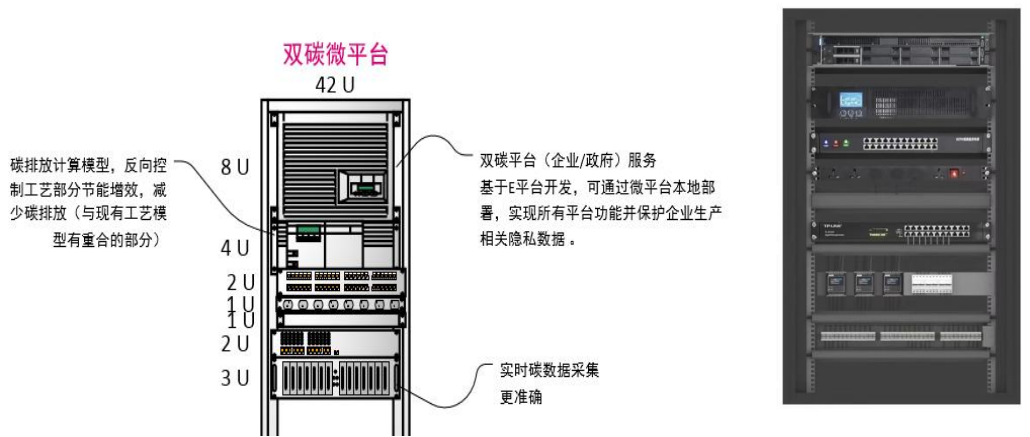 双碳微平台
42 U
碳排放计算模型，反向控
制工艺部分节能增效，减
少碳排放（与现有工艺模
型有重合的部分）
8 U
4 U
2 U
1 U
1 U
2 U
3 U
双碳平台（企业/政府）服务
基于E平台开发，可通过微平台本地部
署，实现所有平台功能并保护企业生产
相关隐私数据 。
实时碳数据采集
更准确
TP-LINK